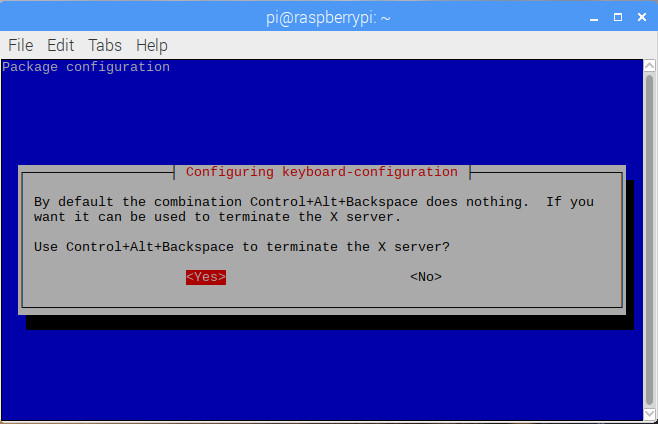 pi@raspberrypi: ~
File Edit Tabs Help
Package configuration
Configuring keyboard-configuration
By default the combination Control+Alt+Backspace does nothing.  If you
want it can be used to terminate the X server.
Use Control+Alt+Backspace to terminate the X server?
<Yes> <No>